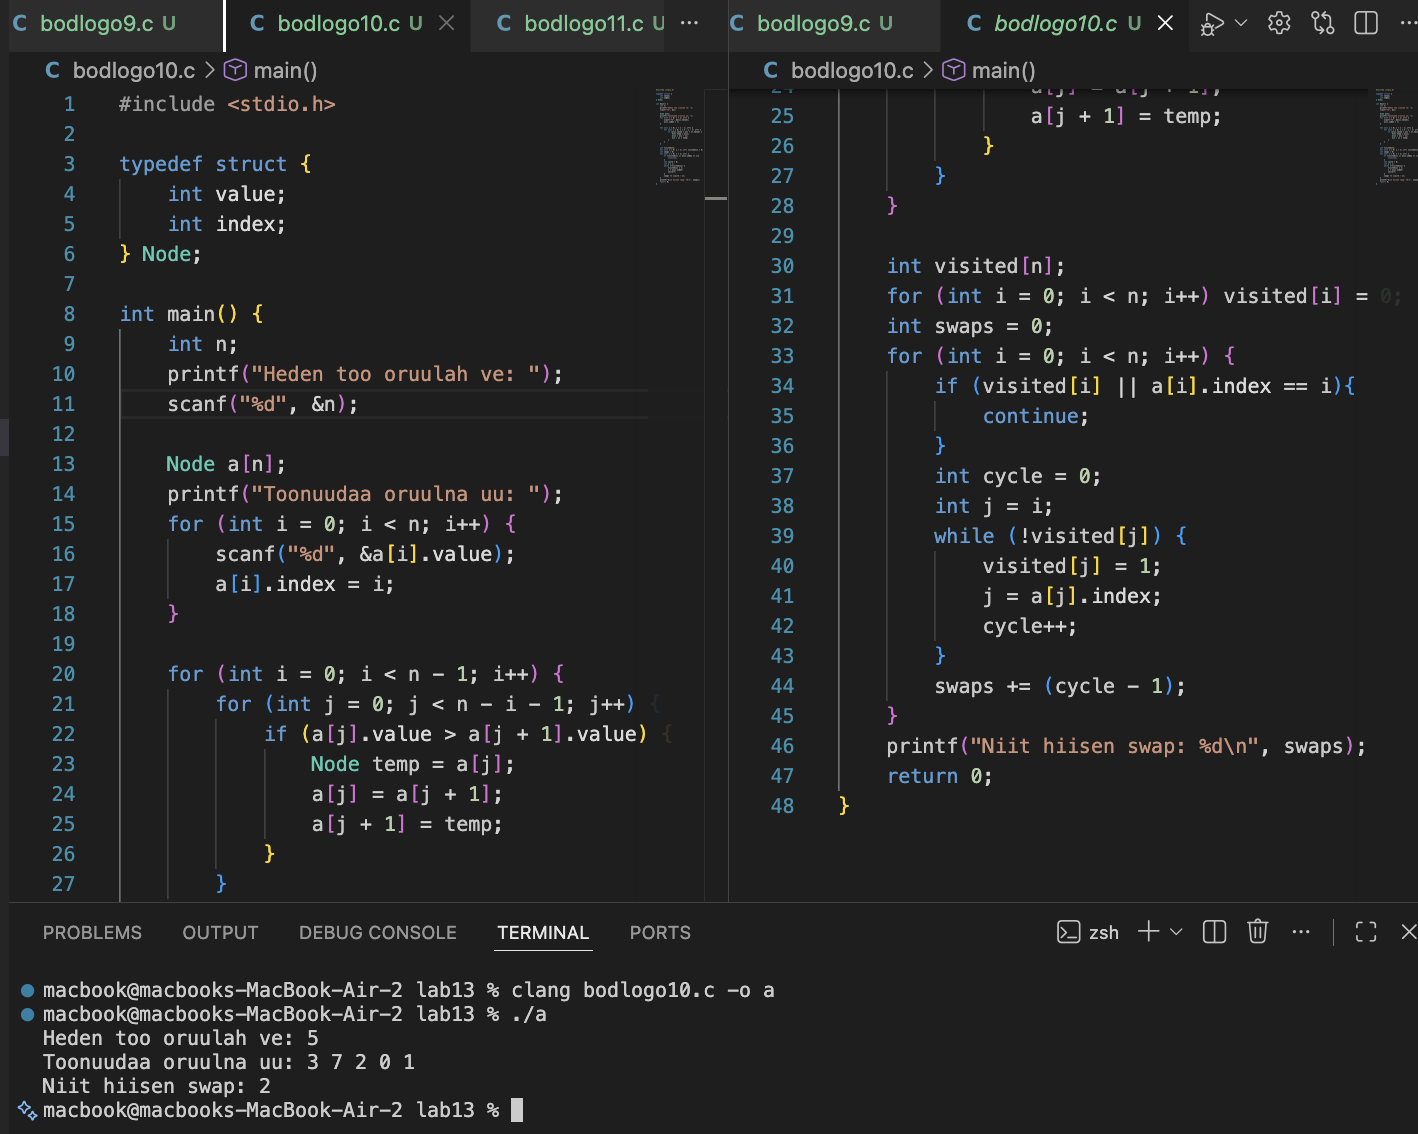 bodlogo9.c U
bodlogo10.c U
bodlogo11.c U
bodlogo10.c > main()
1 #include <stdio.h>
2
3 typedef struct {
4 int value;
5 int index;
6 } Node;
7
8 int main() {
9 int n;
10 printf("Heden too oruulah ve: ");
11 scanf("%d", &n);
12
13 Node a[n];
14 printf("Toonuudaa oruulna uu: ");
15 for (int i = 0; i < n; i++) {
16 scanf("%d", &a[i].value);
17 a[i].index = i;
18 }
19
20 for (int i = 0; i < n - 1; i++) {
21 for (int j = 0; j < n - i - 1; j++) {
22 if (a[j].value > a[j + 1].value) {
23 Node temp = a[j];
24 a[j] = a[j + 1];
25 a[j + 1] = temp;
26 }
27 }
bodlogo9.c U
bodlogo10.c U
bodlogo10.c > main()
24 a[j] = a[j + 1];
25 a[j + 1] = temp;
26 }
27 }
28 }
29
30 int visited[n];
31 for (int i = 0; i < n; i++) visited[i] = 0;
32 int swaps = 0;
33 for (int i = 0; i < n; i++) {
34 if (visited[i] || a[i].index == i){
35 continue;
36 }
37 int cycle = 0;
38 int j = i;
39 while (!visited[j]) {
40 visited[j] = 1;
41 j = a[j].index;
42 cycle++;
43 }
44 swaps += (cycle - 1);
45 }
46 printf("Niit hiisen swap: %d\n", swaps);
47 return 0;
48 }
PROBLEMS OUTPUT DEBUG CONSOLE TERMINAL PORTS
zsh
macbook@macbooks-MacBook-Air-2 lab13 % clang bodlogo10.c -o a
macbook@macbooks-MacBook-Air-2 lab13 % ./a
Heden too oruulah ve: 5
Toonuudaa oruulna uu: 3 7 2 0 1
Niit hiisen swap: 2
macbook@macbooks-MacBook-Air-2 lab13 %